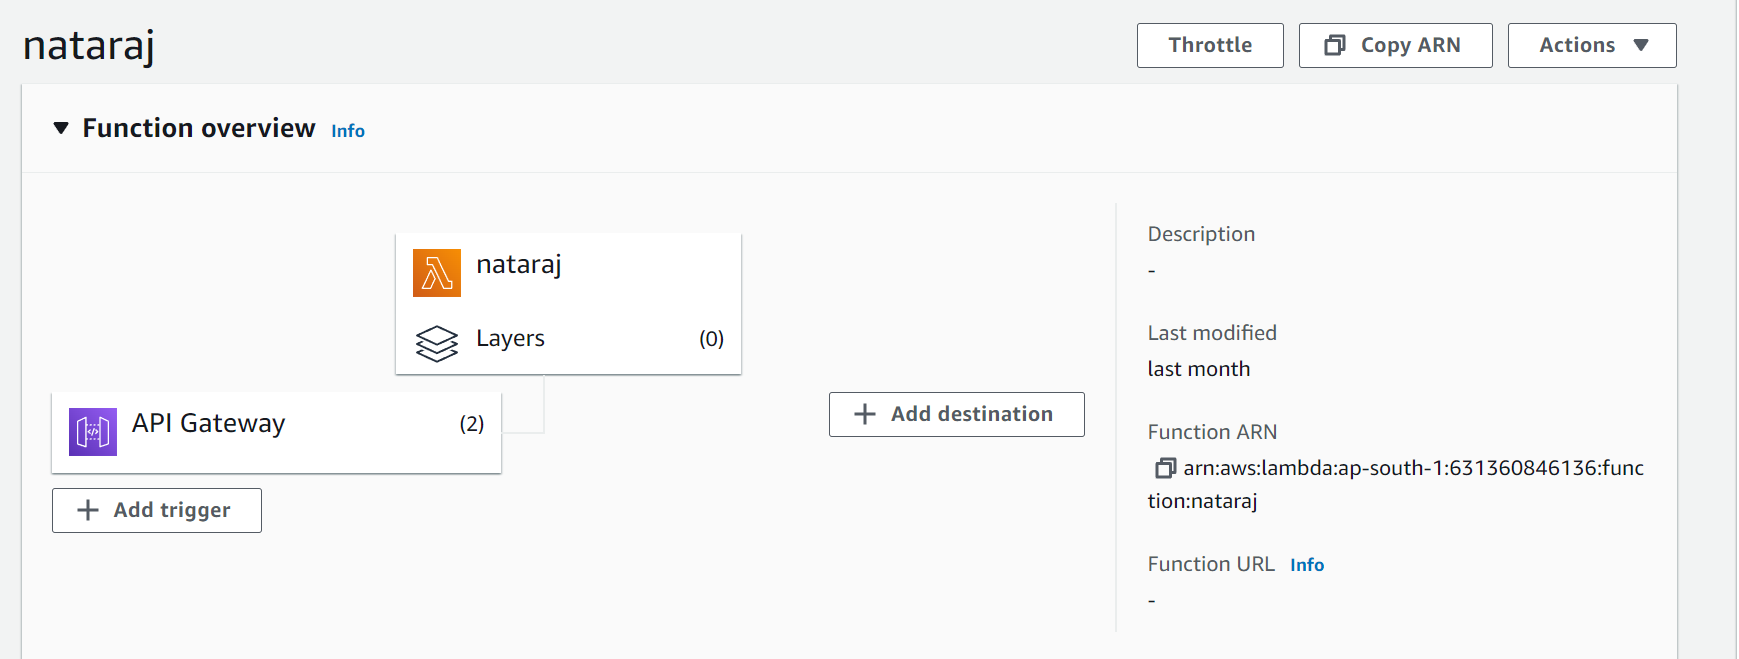 nataraj
Throttle
Copy ARN
Actions
Function overview Info
nataraj
Layers (0)
API Gateway (2)
Add trigger
Add destination
Description
-
Last modified
last month
Function ARN
arn:aws:lambda:ap-south-1:631360846136:func
tion:nataraj
Function URL Info
-